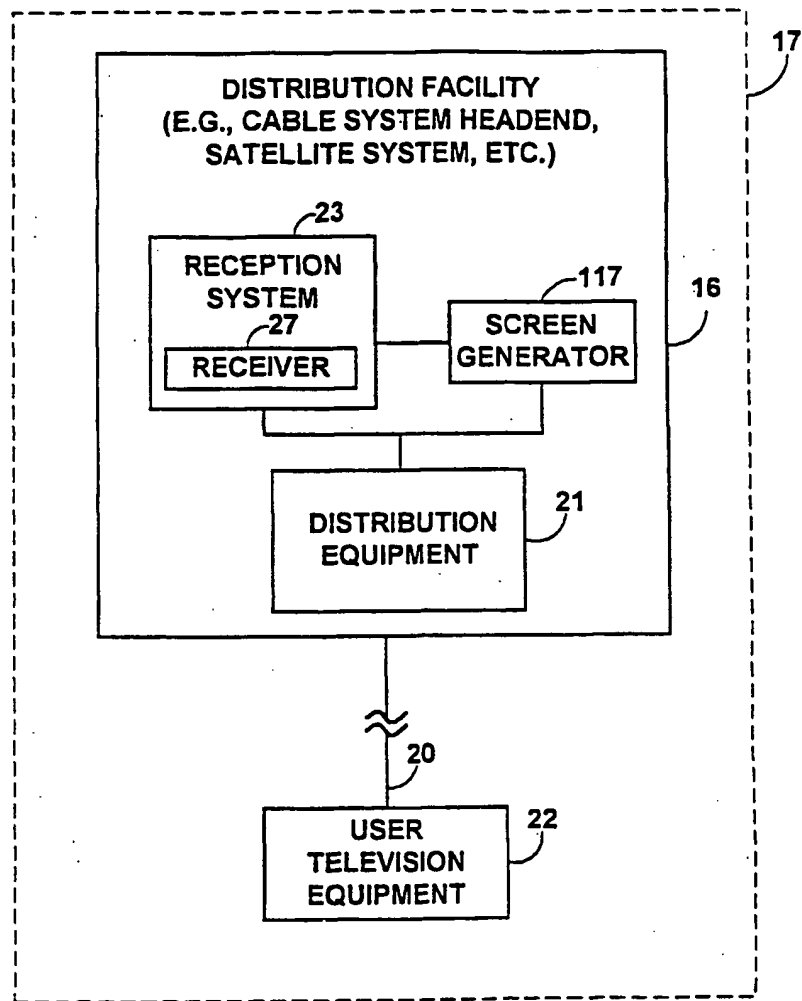 17
DISTRIBUTION FACILITY
(E.G., CABLE SYSTEM HEADEND,
SATELLITE SYSTEM, ETC.)
23
RECEPTION
SYSTEM
27
RECEIVER
117
SCREEN
GENERATOR
16
DISTRIBUTION
EQUIPMENT
21
20
USER
TELEVISION
EQUIPMENT
22